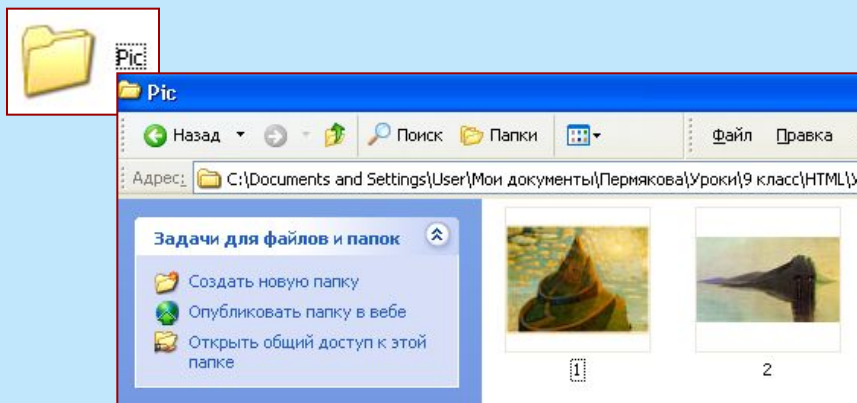 Pic
Pic
Назад Поиск Папки Файл Правка
Адрес: C:\Documents and Settings\User\Мои документы\Пермякова\Уроки\9 класс\HTML\
Задачи для файлов и папок
Создать новую папку
Опубликовать папку в вебе
Открыть общий доступ к этой
папке
1 2